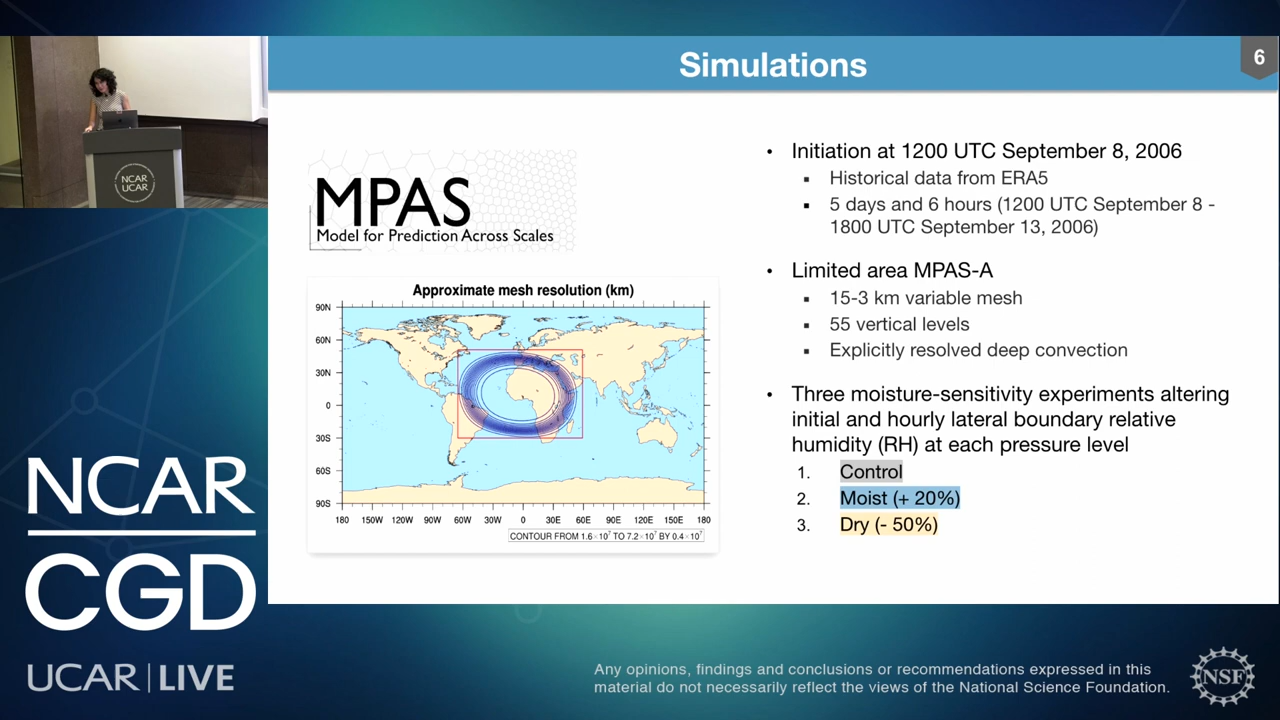 Simulations
6
NCAR
UCAR
MPAS
Model for Prediction Across Scales
• Initiation at 1200 UTC September 8, 2006
▪ Historical data from ERA5
▪ 5 days and 6 hours (1200 UTC September 8 -
1800 UTC September 13, 2006)
• Limited area MPAS-A
▪ 15-3 km variable mesh
▪ 55 vertical levels
▪ Explicitly resolved deep convection
• Three moisture-sensitivity experiments altering
initial and hourly lateral boundary relative
humidity (RH) at each pressure level
1. Control
2. Moist (+ 20%)
3. Dry (- 50%)
Approximate mesh resolution (km)
90N
60N
30N
0
30S
60S
90S
180 150W 120W 90W 60W 30W 0 30E 60E 90E 120E 150E 180
CONTOUR FROM 1.6×10⁷ TO 7.2×10⁷ BY 0.4×10⁷
NCAR
CGD
UCAR | LIVE
Any opinions, findings and conclusions or recommendations expressed in this
material do not necessarily reflect the views of the National Science Foundation.
NSF